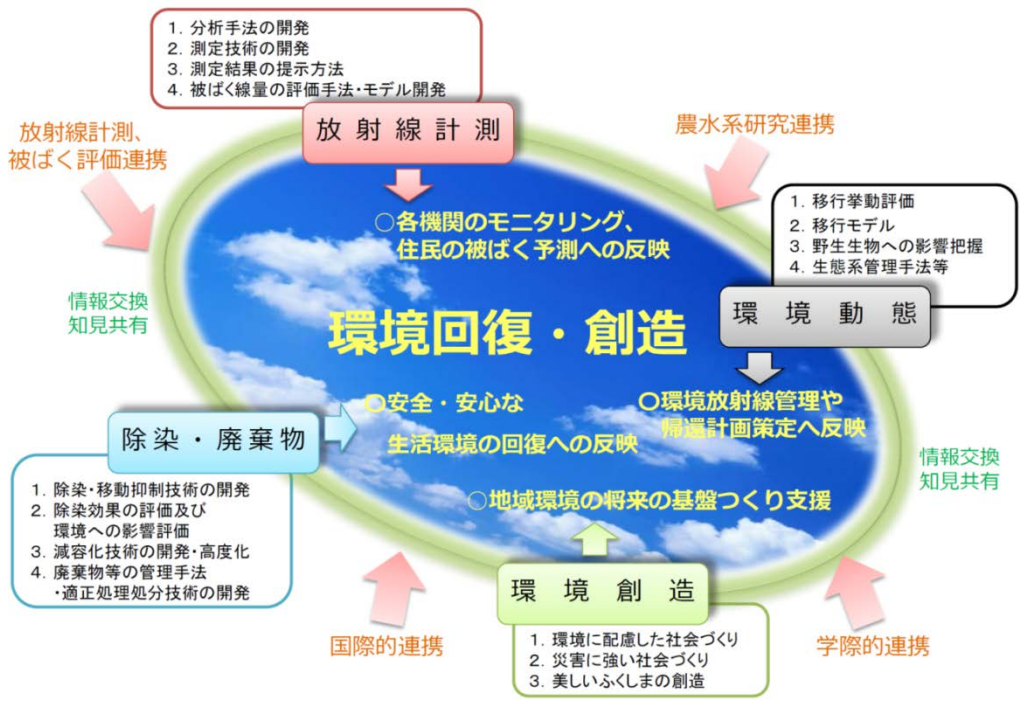 1. 分析手法の開発
2. 測定技術の開発
3. 測定結果の提示方法
4. 被ばく線量の評価手法・モデル開発
放射線計測
放射線計測、
被ばく評価連携
農水系研究連携
○各機関のモニタリング、
住民の被ばく予測への反映
1. 移行挙動評価
2. 移行モデル
3. 野生生物への影響把握
4. 生態系管理手法等
環境動態
情報交換
知見共有
環境回復・創造
○安全・安心な
生活環境の回復への反映
○環境放射線管理や
帰還計画策定へ反映
除染・廃棄物
1. 除染・移動抑制技術の開発
2. 除染効果の評価及び
環境への影響評価
3. 減容化技術の開発・高度化
4. 廃棄物等の管理手法
・適正処理処分技術の開発
情報交換
知見共有
○地域環境の将来の基盤つくり支援
環境創造
1. 環境に配慮した社会づくり
2. 災害に強い社会づくり
3. 美しいふくしまの創造
国際的連携
学際的連携